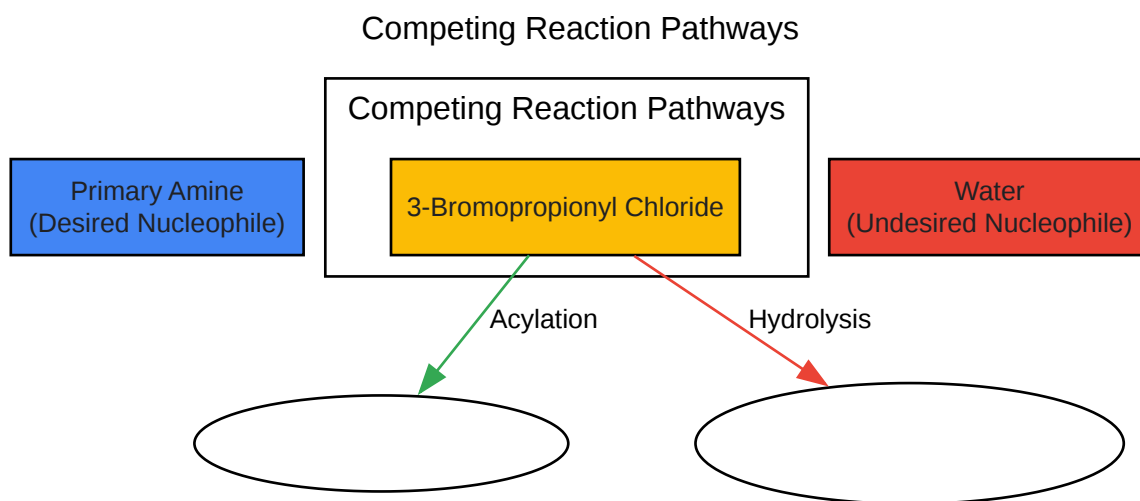 Competing Reaction Pathways
Competing Reaction Pathways
Primary Amine
(Desired Nucleophile)
3-Bromopropionyl Chloride
Water
(Undesired Nucleophile)
Acylation
Hydrolysis